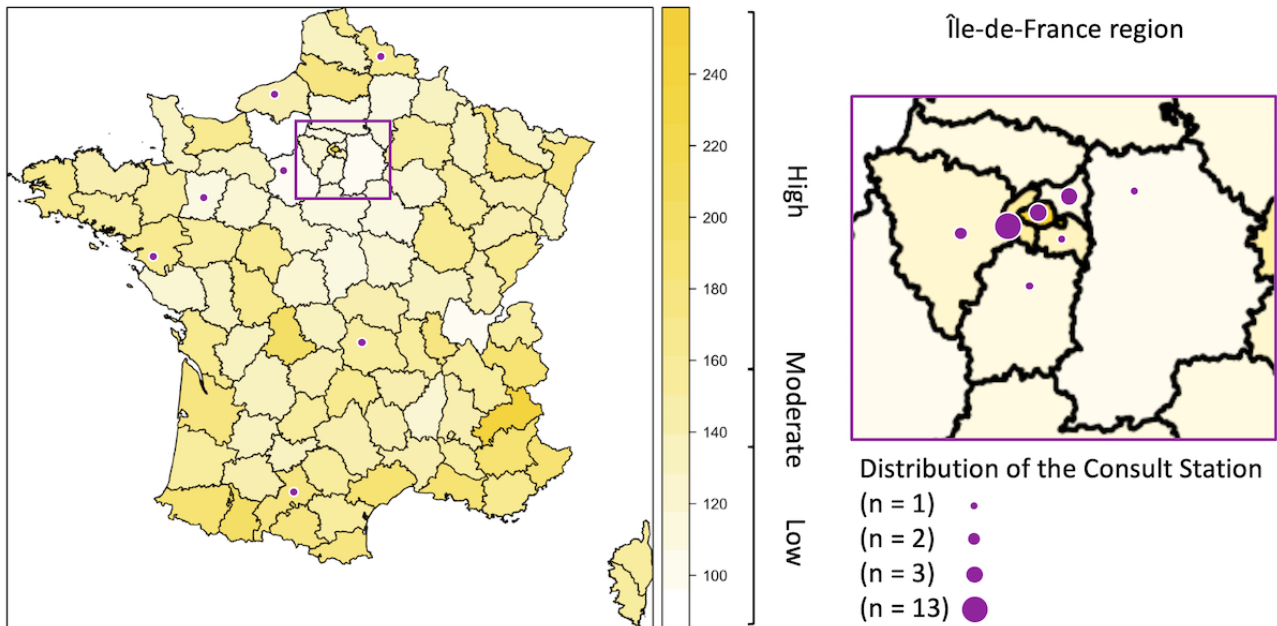 240
220
200
180
160
140
120
100
High
Moderate
Low
Île-de-France region
Distribution of the Consult Station
(n = 1)
(n = 2)
(n = 3)
(n = 13)